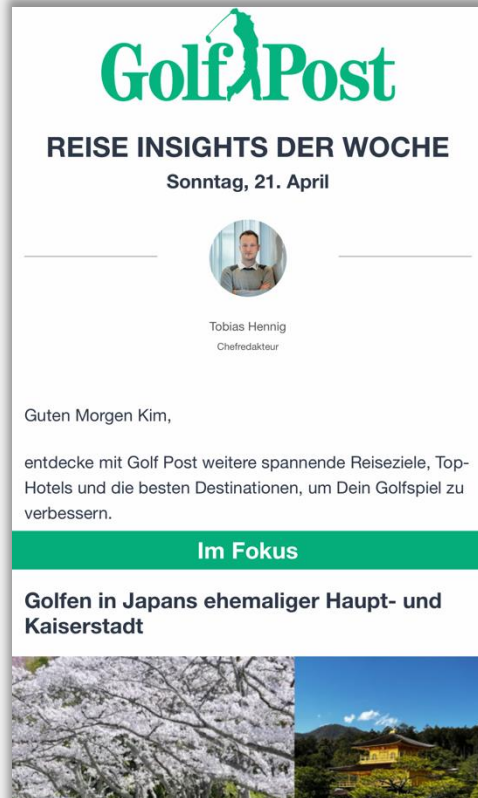 Golf Post
REISE INSIGHTS DER WOCHE
Sonntag, 21. April
Tobias Hennig
Chefredakteur
Guten Morgen Kim,
entdecke mit Golf Post weitere spannende Reiseziele, Top-
Hotels und die besten Destinationen, um Dein Golfspiel zu
verbessern.
Im Fokus
Golfen in Japans ehemaliger Haupt- und
Kaiserstadt